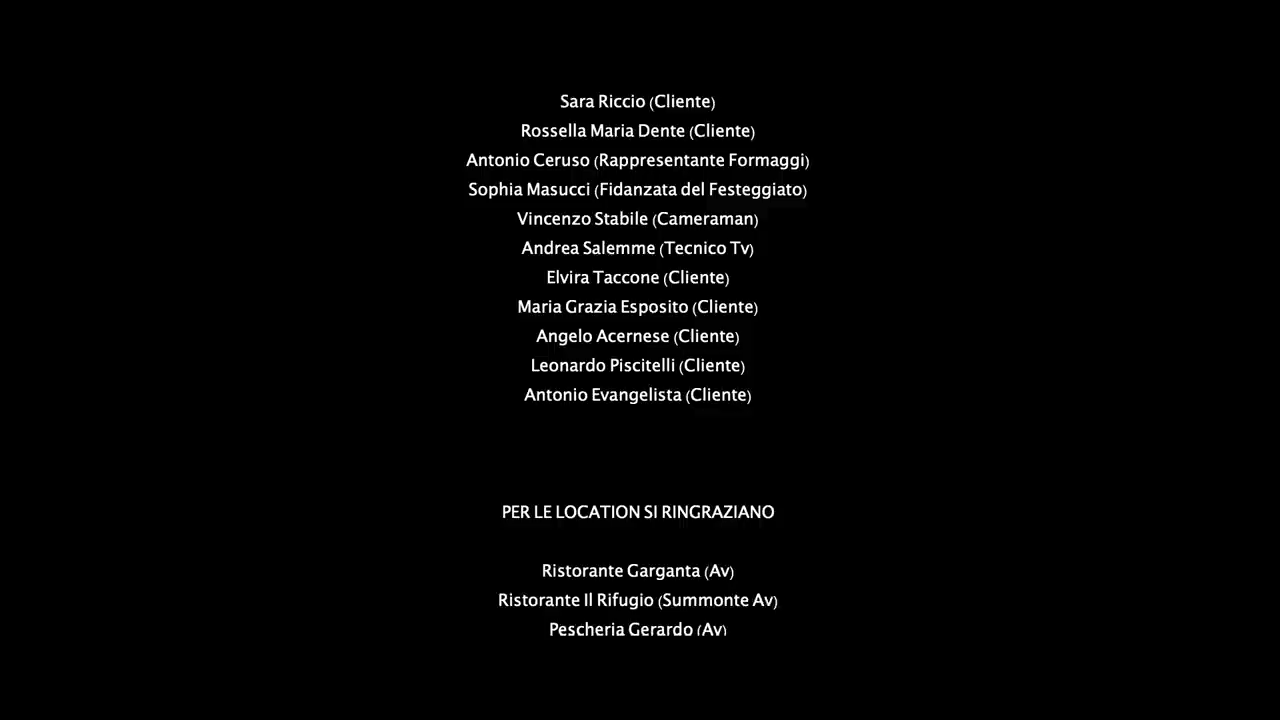 Sara Riccio (Cliente)
Rossella Maria Dente (Cliente)
Antonio Ceruso (Rappresentante Formaggi)
Sophia Masucci (Fidanzata del Festeggiato)
Vincenzo Stabile (Cameraman)
Andrea Salemme (Tecnico Tv)
Elvira Taccone (Cliente)
Maria Grazia Esposito (Cliente)
Angelo Acernese (Cliente)
Leonardo Piscitelli (Cliente)
Antonio Evangelista (Cliente)
PER LE LOCATION SI RINGRAZIANO
Ristorante Garganta (Av)
Ristorante Il Rifugio (Summonte Av)
Pescheria Gerardo (Av)